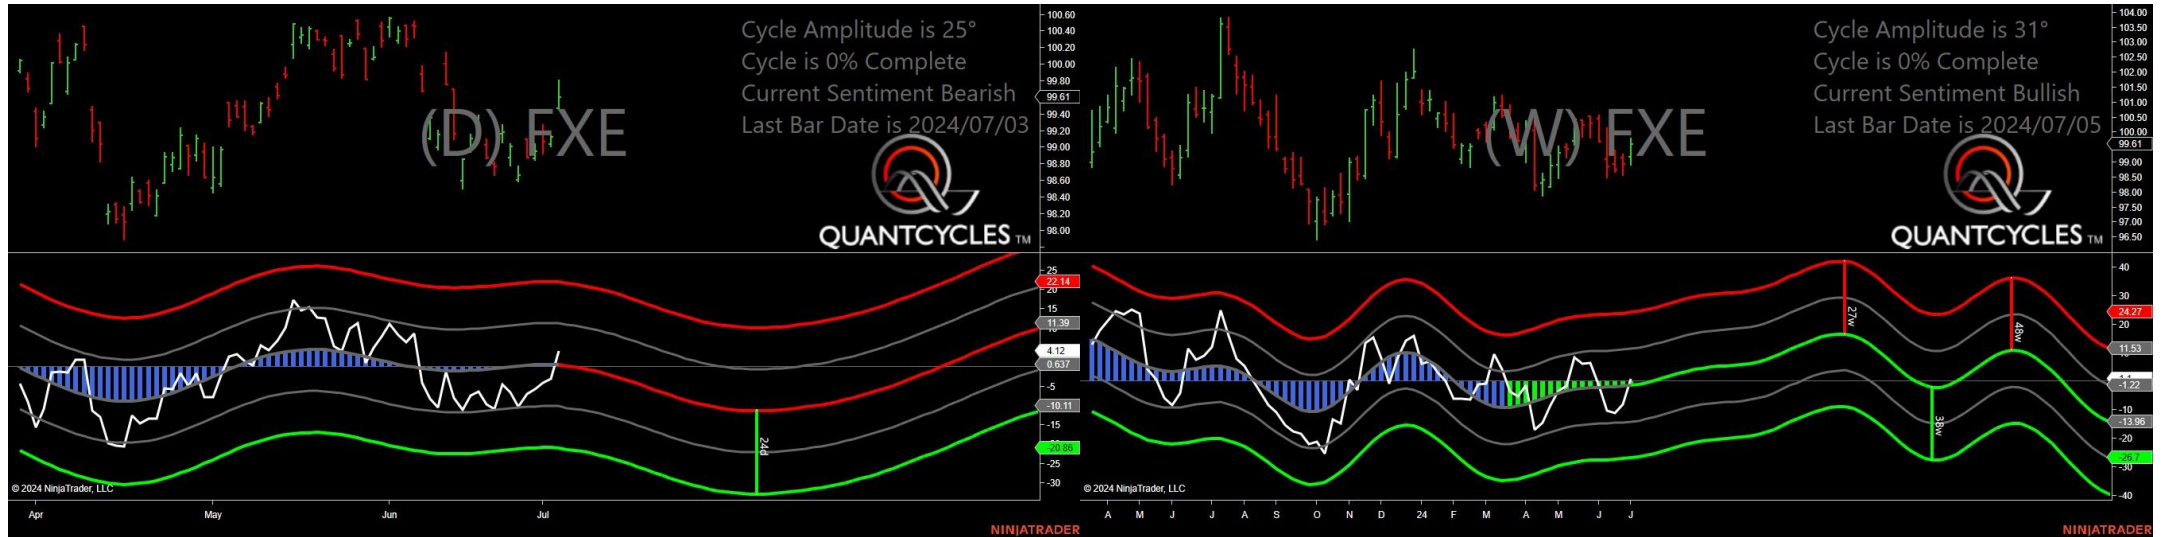 Cycle Amplitude is 25°
Cycle is 0% Complete
Current Sentiment Bearish
Last Bar Date is 2024/07/03
(D) FXE
QUANTCYCLES TM
100.60
100.40
100.20
100.00
99.80
99.61
99.40
99.20
99.00
98.80
98.60
98.40
98.20
98.00
25
22.14
20
15
11.39
4.12
0.637
-5
-10.11
-15
-20.86
-25
-30
24d
© 2024 NinjaTrader, LLC
Apr May Jun Jul
NINJATRADER
Cycle Amplitude is 31°
Cycle is 0% Complete
Current Sentiment Bullish
Last Bar Date is 2024/07/05
(W) FXE
QUANTCYCLES TM
104.00
103.50
103.00
102.50
102.00
101.50
101.00
100.50
100.00
99.61
99.00
98.50
98.00
97.50
97.00
96.50
40
30
24.27
20
11.53
-1.22
-10
-13.96
-20
-26.7
-30
-40
27w
48w
38w
© 2024 NinjaTrader, LLC
A M J J A S O N D 24 F M A M J J
NINJATRADER